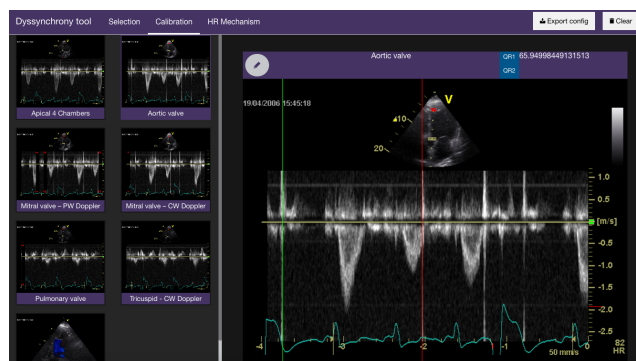 Dyssynchrony tool
Selection
Calibration
HR Mechanism
Export config
Clear
Apical 4 Chambers
Aortic valve
Mitral valve – PW Doppler
Mitral valve – CW Doppler
Pulmonary valve
Tricuspid - CW Doppler
Aortic valve
QR1 65.94998449131513
QR2
19/04/2006 15:45:18
V
10
20
1.0
0.5
[m/s]
-0.5
-1.0
-1.5
-2.0
-2.5
-4 -3 -2 -1 0
50 mm/s
82
HR